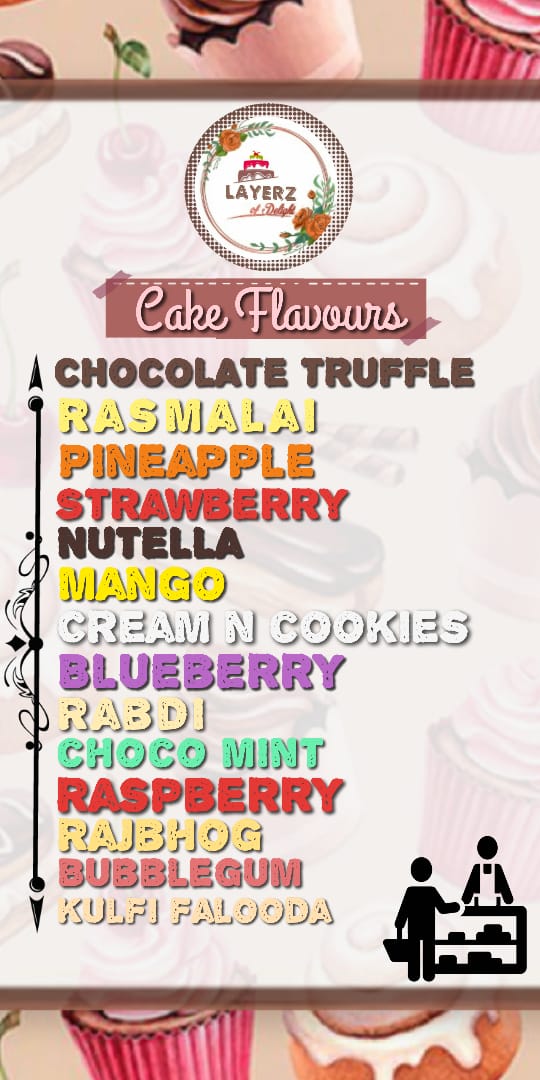 LAYERZ
of Delight
Cake Flavours
CHOCOLATE TRUFFLE
RASMALAI
PINEAPPLE
STRAWBERRY
NUTELLA
MANGO
CREAM N COOKIES
BLUEBERRY
RABDI
CHOCO MINT
RASPBERRY
RAJBHOG
BUBBLEGUM
KULFI FALOODA